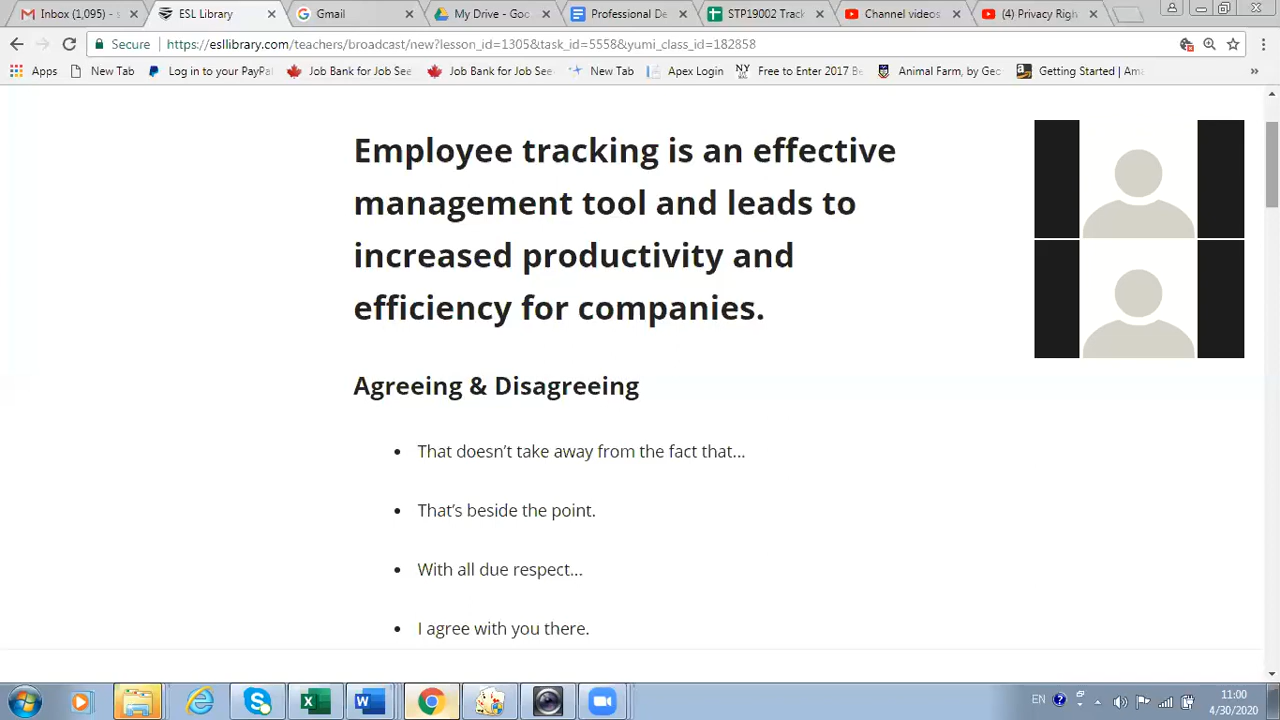 Inbox (1,095) - s
ESL Library
Gmail
My Drive - Goo
Professional De
STP19002 Track
Channel videos
(4) Privacy Righ
Secure https://esllibrary.com/teachers/broadcast/new?lesson_id=1305&task_id=5558&yumi_class_id=182858
Apps New Tab Log in to your PayPal Job Bank for Job See Job Bank for Job See New Tab Apex Login NY Free to Enter 2017 Be Animal Farm, by Geo Getting Started | Ama »
Employee tracking is an effective
management tool and leads to
increased productivity and
efficiency for companies.
Agreeing & Disagreeing
• That doesn't take away from the fact that...
• That's beside the point.
• With all due respect...
• I agree with you there.
EN
11:00
4/30/2020